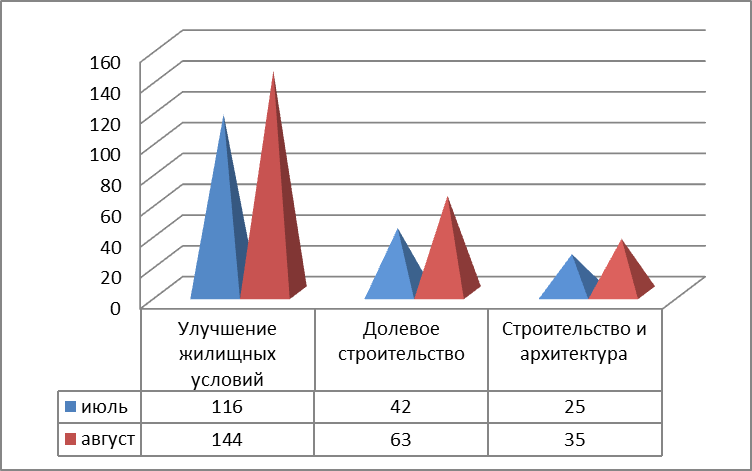 160
140
120
100
80
60
40
20
0
Улучшение жилищных условий
Долевое строительство
Строительство и архитектура
июль 116 42 25
август 144 63 35